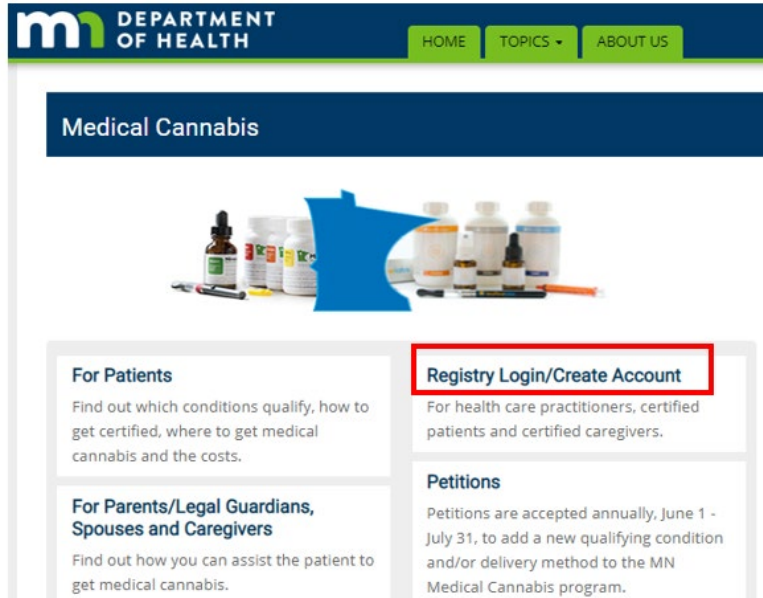 DEPARTMENT
OF HEALTH
HOME
TOPICS
ABOUT US
Medical Cannabis
For Patients
Find out which conditions qualify, how to
get certified, where to get medical
cannabis and the costs.
For Parents/Legal Guardians,
Spouses and Caregivers
Find out how you can assist the patient to
get medical cannabis.
Registry Login/Create Account
For health care practitioners, certified
patients and certified caregivers.
Petitions
Petitions are accepted annually, June 1 -
July 31, to add a new qualifying condition
and/or delivery method to the MN
Medical Cannabis program.